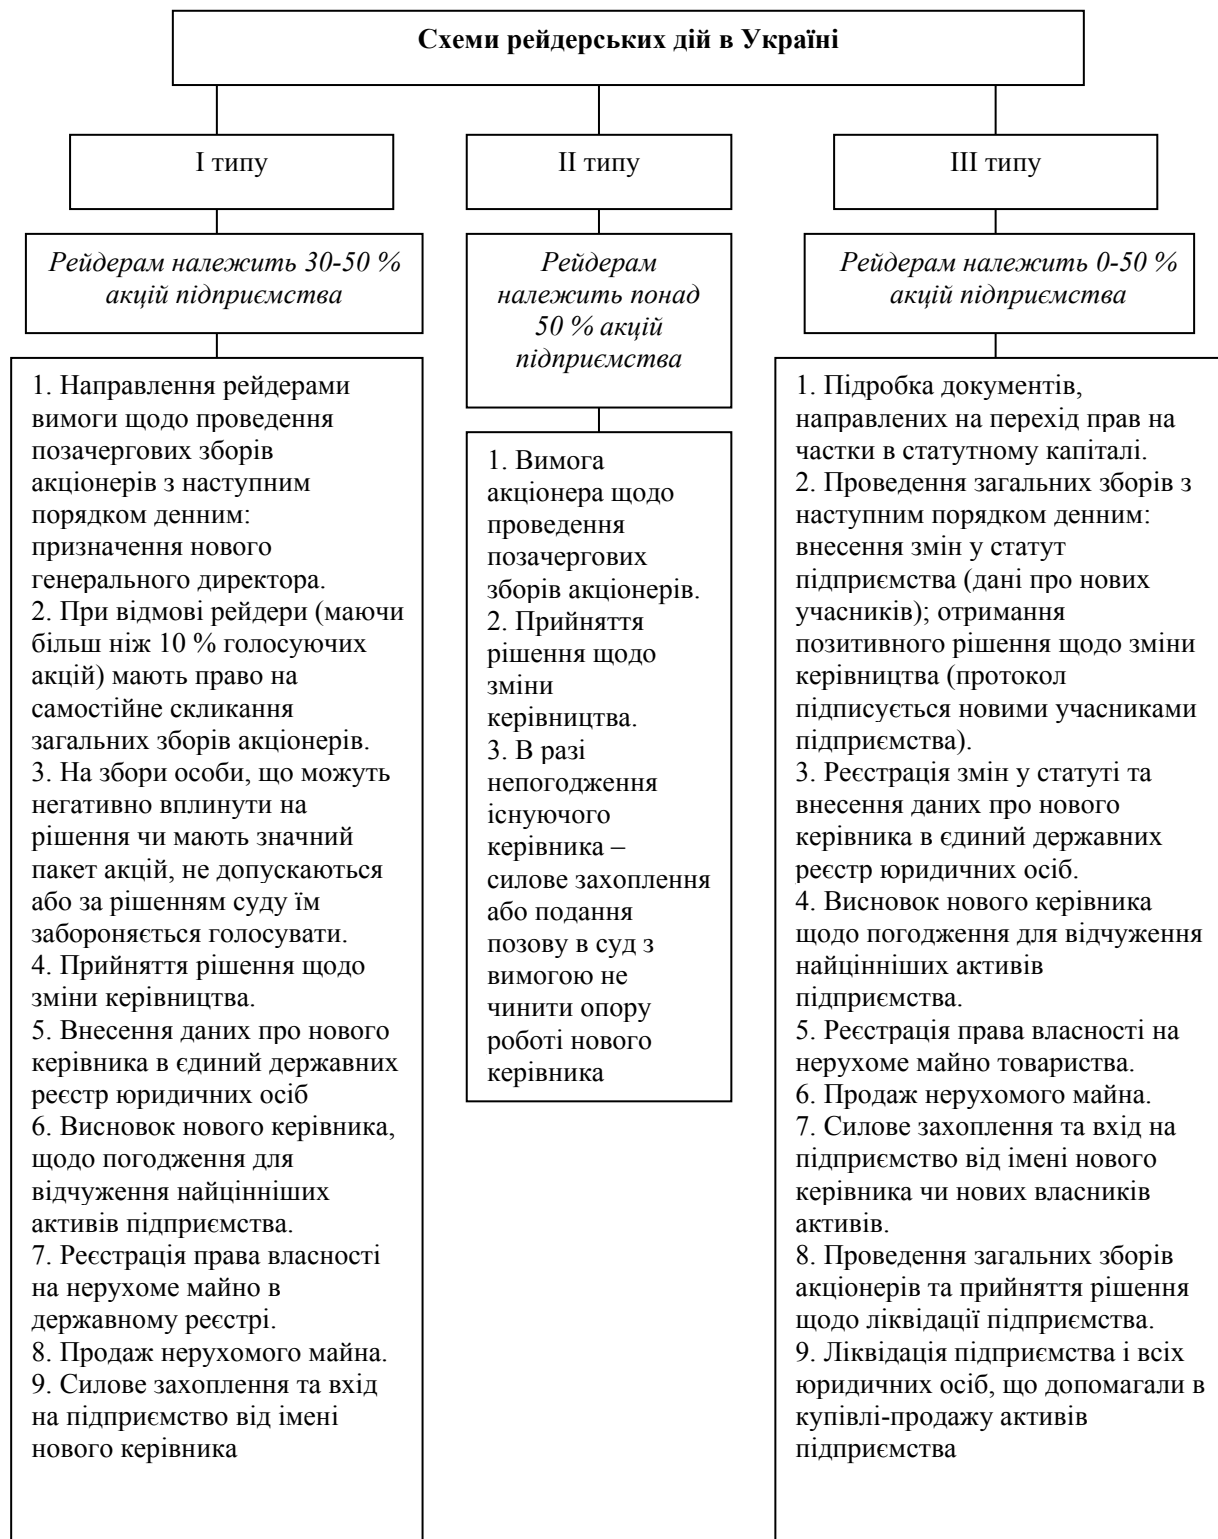 Схеми рейдерських дій в Україні
І типу
ІІ типу
ІІІ типу
Рейдерам належить 30-50 %
акцій підприємства
Рейдерам
належить понад
50 % акцій
підприємства
Рейдерам належить 0-50 %
акцій підприємства
1. Направлення рейдерами
вимоги щодо проведення
позачергових зборів
акціонерів з наступним
порядком денним:
призначення нового
генерального директора.
2. При відмові рейдери (маючи
більш ніж 10 % голосуючих
акцій) мають право на
самостійне скликання
загальних зборів акціонерів.
3. На збори особи, що можуть
негативно вплинути на
рішення чи мають значний
пакет акцій, не допускаються
або за рішенням суду їм
забороняється голосувати.
4. Прийняття рішення щодо
зміни керівництва.
5. Внесення даних про нового
керівника в єдиний державних
реєстр юридичних осіб
6. Висновок нового керівника,
щодо погодження для
відчуження найцінніших
активів підприємства.
7. Реєстрація права власності
на нерухоме майно в
державному реєстрі.
8. Продаж нерухомого майна.
9. Силове захоплення та вхід
на підприємство від імені
нового керівника
1. Вимога
акціонера щодо
проведення
позачергових
зборів акціонерів.
2. Прийняття
рішення щодо
зміни
керівництва.
3. В разі
непогодження
існуючого
керівника –
силове захоплення
або подання
позову в суд з
вимогою не
чинити опору
роботі нового
керівника
1. Підробка документів,
направлених на перехід прав на
частки в статутному капіталі.
2. Проведення загальних зборів з
наступним порядком денним:
внесення змін у статут
підприємства (дані про нових
учасників); отримання
позитивного рішення щодо зміни
керівництва (протокол
підписується новими учасниками
підприємства).
3. Реєстрація змін у статуті та
внесення даних про нового
керівника в єдиний державних
реєстр юридичних осіб.
4. Висновок нового керівника
щодо погодження для відчуження
найцінніших активів
підприємства.
5. Реєстрація права власності на
нерухоме майно товариства.
6. Продаж нерухомого майна.
7. Силове захоплення та вхід на
підприємство від імені нового
керівника чи нових власників
активів.
8. Проведення загальних зборів
акціонерів та прийняття рішення
щодо ліквідації підприємства.
9. Ліквідація підприємства і всіх
юридичних осіб, що допомагали в
купівлі-продажу активів
підприємства